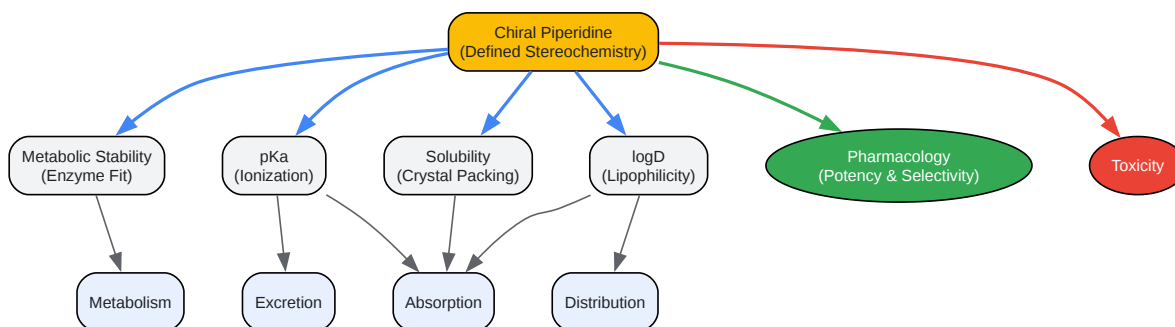 Chiral Piperidine
(Defined Stereochemistry)
Metabolic Stability
(Enzyme Fit)
pKa
(Ionization)
Solubility
(Crystal Packing)
logD
(Lipophilicity)
Pharmacology
(Potency & Selectivity)
Toxicity
Metabolism
Excretion
Absorption
Distribution